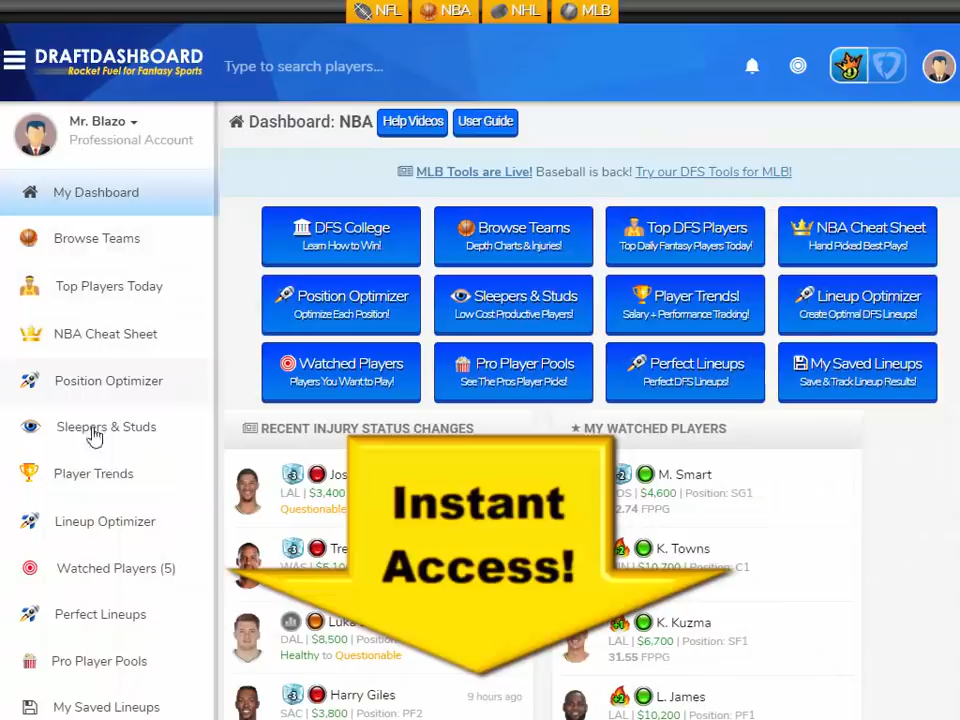 NFL NBA NHL MLB
DRAFTDASHBOARD
Rocket Fuel for Fantasy Sports
Type to search players...
Mr. Blazo
Professional Account
My Dashboard
Browse Teams
Top Players Today
NBA Cheat Sheet
Position Optimizer
Sleepers & Studs
Player Trends
Lineup Optimizer
Watched Players (5)
Perfect Lineups
Pro Player Pools
My Saved Lineups
Dashboard: NBA Help Videos User Guide
MLB Tools are Live! Baseball is back! Try our DFS Tools for MLB!
DFS College
Learn How to Win!
Browse Teams
Depth Charts & Injuries!
Top DFS Players
Top Daily Fantasy Players Today!
NBA Cheat Sheet
Hand Picked Best Plays!
Position Optimizer
Optimize Each Position!
Sleepers & Studs
Low Cost Productive Players!
Player Trends!
Salary + Performance Tracking!
Lineup Optimizer
Create Optimal DFS Lineups!
Watched Players
Players You Want to Play!
Pro Player Pools
See The Pros Player Picks!
Perfect Lineups
Perfect DFS Lineups!
My Saved Lineups
Save & Track Lineup Results!
RECENT INJURY STATUS CHANGES
LAL | $3,400
Questionable
DAL | $8,500 |
Healthy to Questionable
Harry Giles 9 hours ago
SAC | $3,800 | Position: PF2
Instant
Access!
MY WATCHED PLAYERS
M. Smart
$4,600 | Position: SG1
FPPG
K. Towns
$10,700
K. Kuzma
LAL | $6,700 | Position: SF1
31.55 FPPG
L. James
LAL | $10,200 | Position: PF1